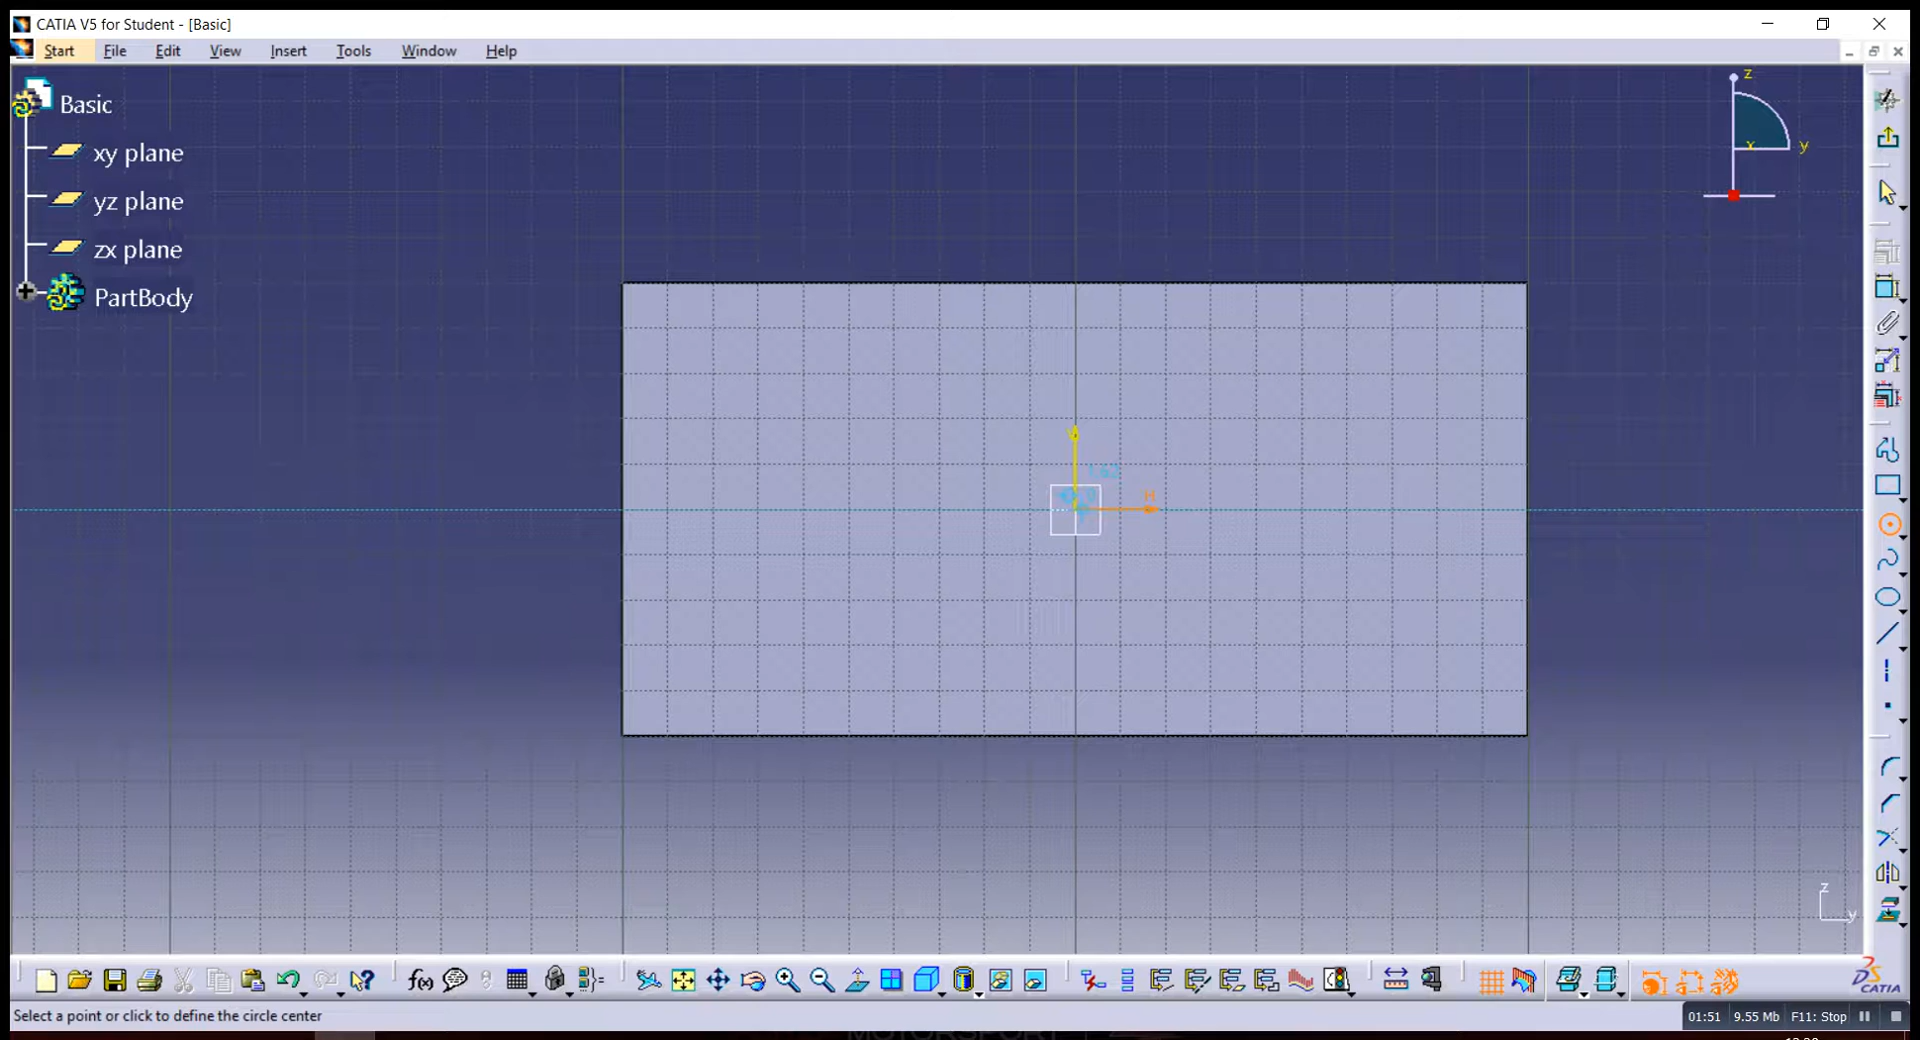 CATIA V5 for Student - [Basic]
Start File Edit View Insert Tools Window Help
z
Basic
x y
xy plane
yz plane
zx plane
PartBody
H
0
z
y
f(x)
CATIA
Select a point or click to define the circle center
01:51 9.55 Mb F11: Stop
MOTORSPORT